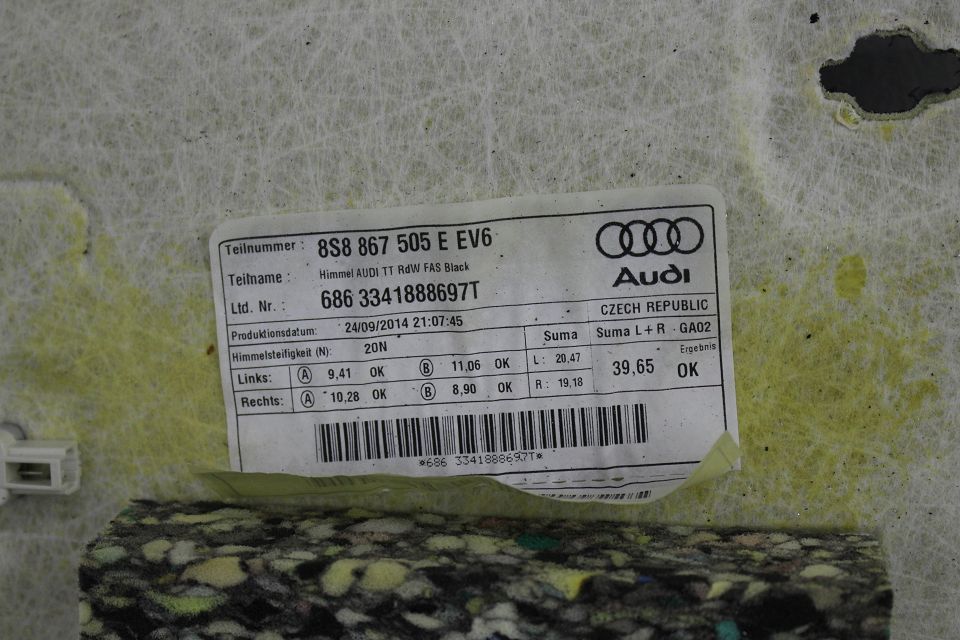 Teilnummer : 8S8 867 505 E EV6
Teilname : Himmel AUDI TT RdW FAS Black
Ltd. Nr. : 686 3341888697T
Audi
CZECH REPUBLIC
Produktionsdatum: 24/09/2014 21:07:45
Himmelsteifigkeit (N): 20N
Links: A 9,41 OK B 11,06 OK
Rechts: A 10,28 OK B 8,90 OK
Suma
L : 20,47
R : 19,18
Suma L + R · GA02
Ergebnis
39,65 OK
*686 3341888697T*